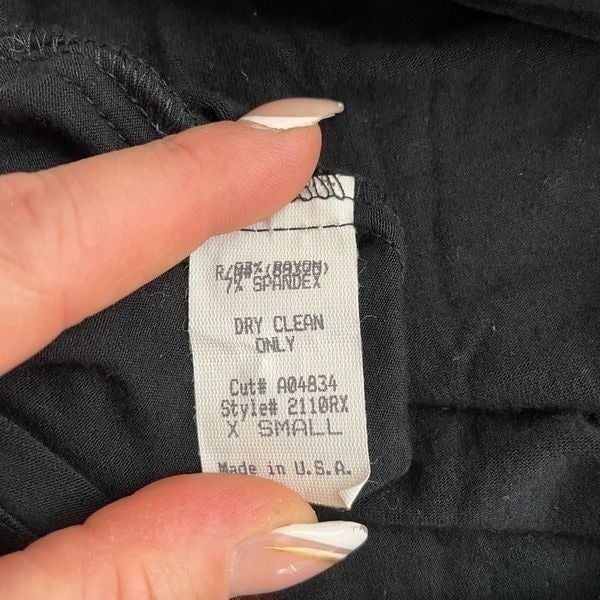 7% SPANDEX
DRY CLEAN
ONLY
Cut# A04834
Style# 2110RX
X SMALL
Made in U.S.A.